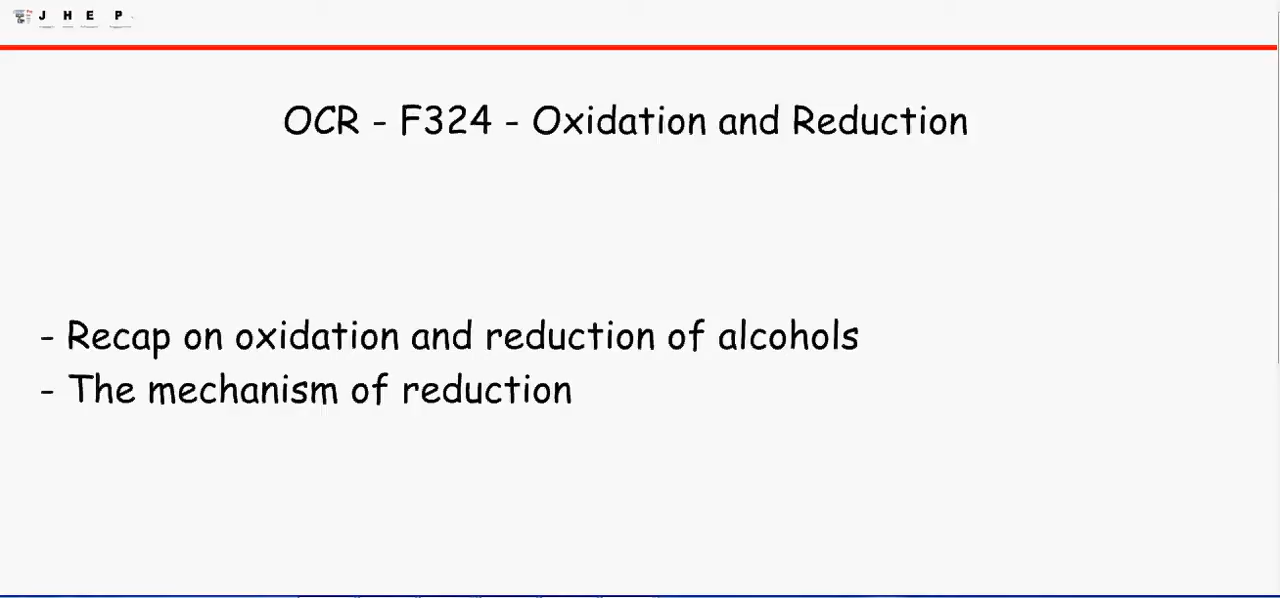 J H E P
OCR - F324 - Oxidation and Reduction
- Recap on oxidation and reduction of alcohols
- The mechanism of reduction